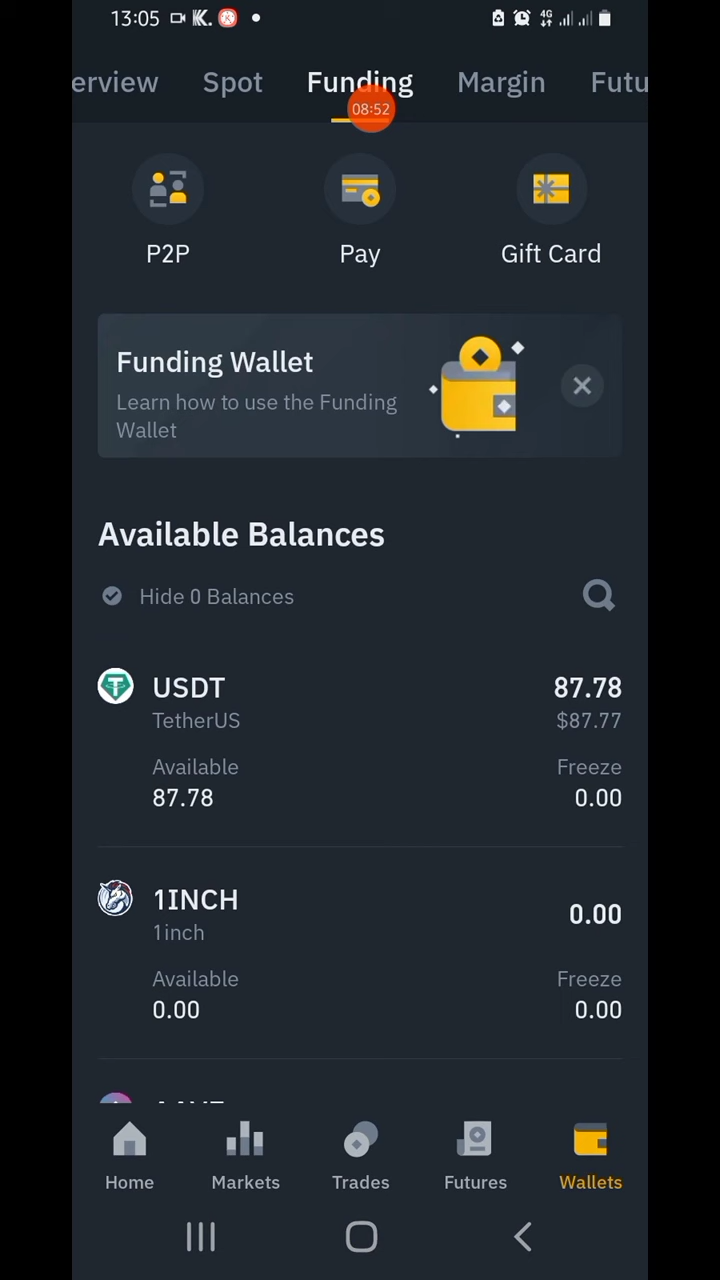 13:05
4G
erview Spot Funding Margin Futu
08:52
P2P Pay Gift Card
Funding Wallet
Learn how to use the Funding
Wallet
Available Balances
Hide 0 Balances
USDT 87.78
TetherUS $87.77
Available Freeze
87.78 0.00
1INCH 0.00
1inch
Available Freeze
0.00 0.00
Home Markets Trades Futures Wallets